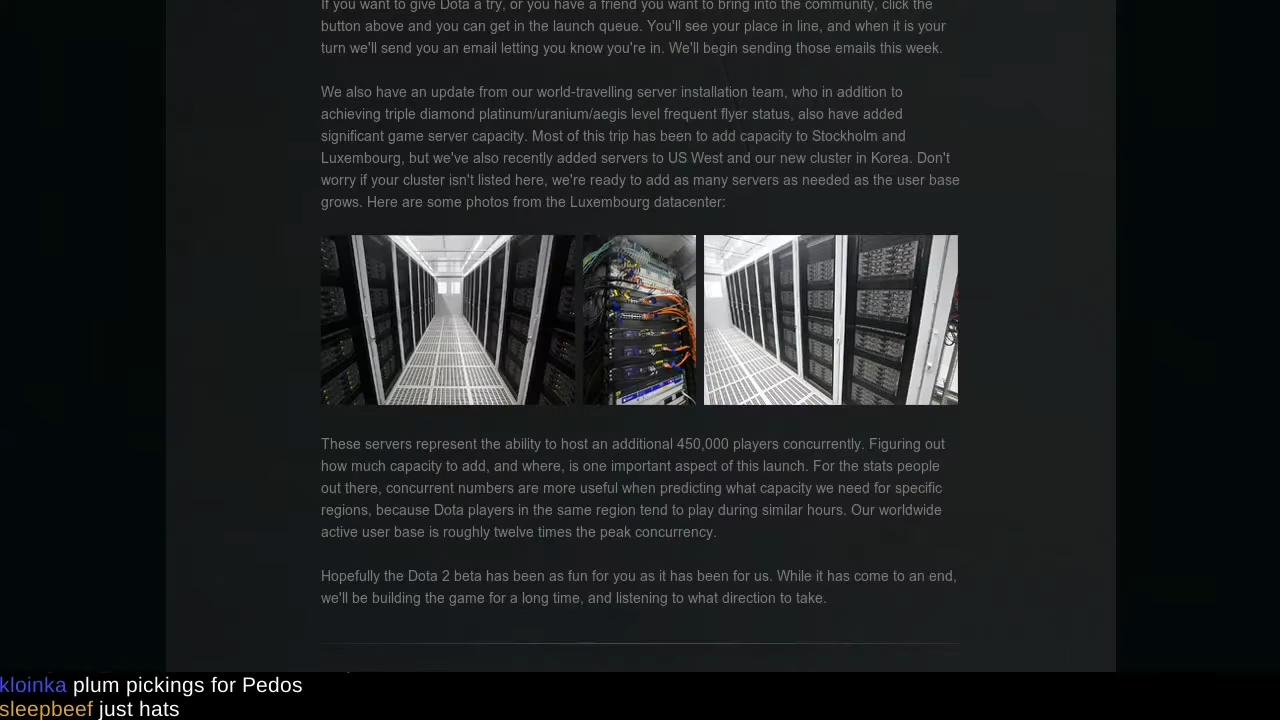 If you want to give Dota a try, or you have a friend you want to bring into the community, click the
button above and you can get in the launch queue. You'll see your place in line, and when it is your
turn we'll send you an email letting you know you're in. We'll begin sending those emails this week.
We also have an update from our world-travelling server installation team, who in addition to
achieving triple diamond platinum/uranium/aegis level frequent flyer status, also have added
significant game server capacity. Most of this trip has been to add capacity to Stockholm and
Luxembourg, but we've also recently added servers to US West and our new cluster in Korea. Don't
worry if your cluster isn't listed here, we're ready to add as many servers as needed as the user base
grows. Here are some photos from the Luxembourg datacenter:
These servers represent the ability to host an additional 450,000 players concurrently. Figuring out
how much capacity to add, and where, is one important aspect of this launch. For the stats people
out there, concurrent numbers are more useful when predicting what capacity we need for specific
regions, because Dota players in the same region tend to play during similar hours. Our worldwide
active user base is roughly twelve times the peak concurrency.
Hopefully the Dota 2 beta has been as fun for you as it has been for us. While it has come to an end,
we'll be building the game for a long time, and listening to what direction to take.
kloinka plum pickings for Pedos
sleepbeef just hats